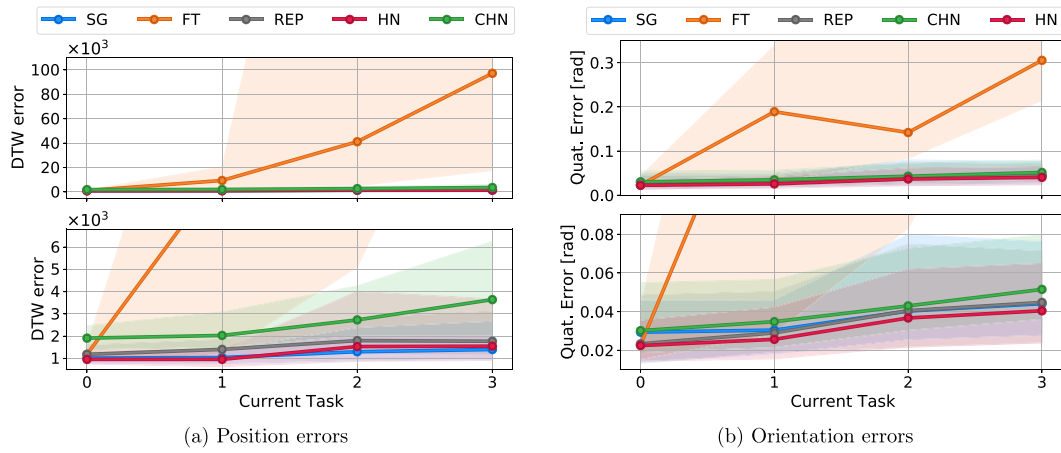 SG FT REP HN CHN
×10³
100
80
60
40
20
0
DTW error
×10³
6
5
4
3
2
1
DTW error
0 1 2 3
Current Task
(a) Position errors
SG FT REP CHN HN
0.3
0.2
0.1
0.0
Quat. Error [rad]
0.08
0.06
0.04
0.02
Quat. Error [rad]
0 1 2 3
Current Task
(b) Orientation errors